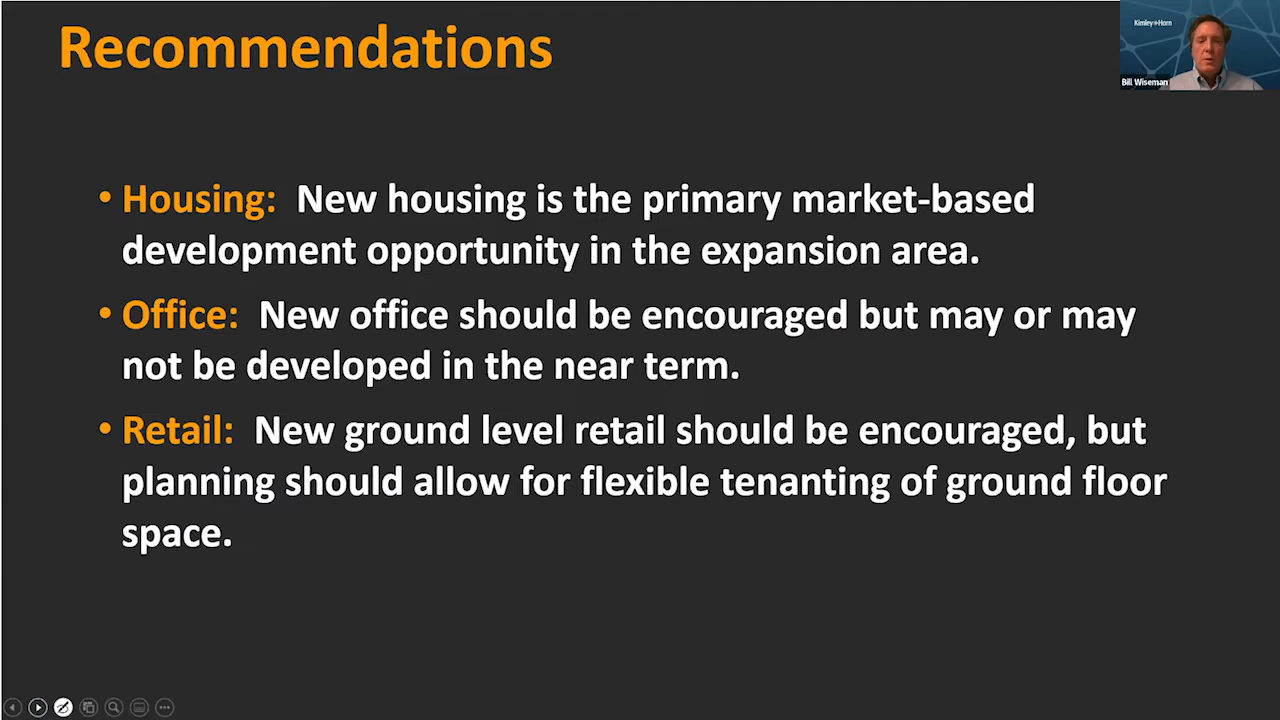 Recommendations
Kimley»Horn
Bill Wiseman
• Housing:  New housing is the primary market-based
development opportunity in the expansion area.
• Office:  New office should be encouraged but may or may
not be developed in the near term.
• Retail:  New ground level retail should be encouraged, but
planning should allow for flexible tenanting of ground floor
space.